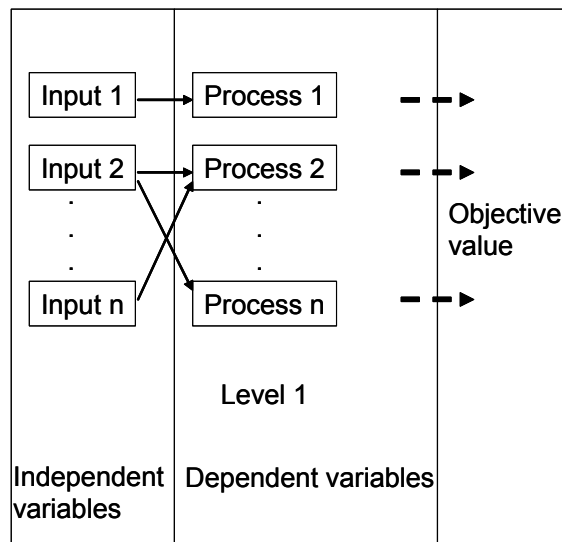 Input 1
Process 1
Input 2
Process 2
Objective
value
Input n
Process n
Level 1
Independent
variables
Dependent variables